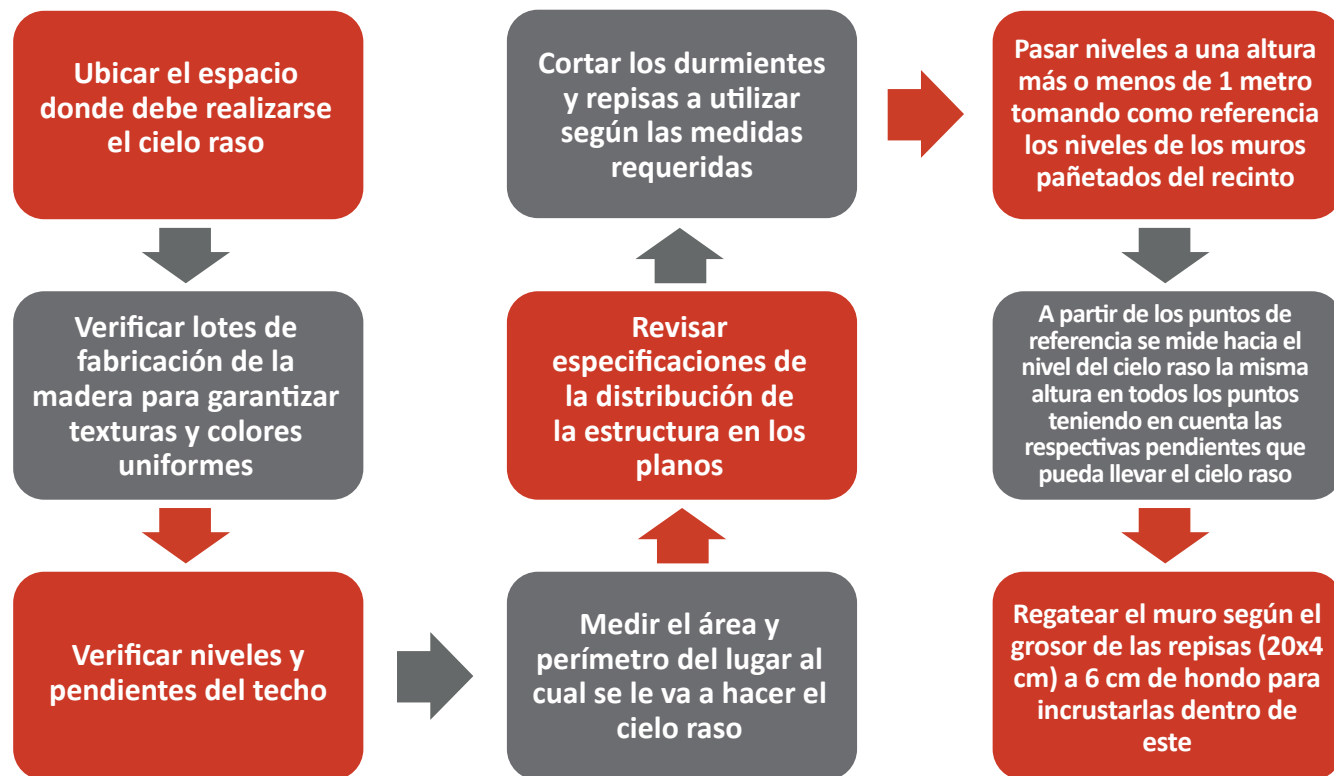 Ubicar el espacio
donde debe realizarse
el cielo raso
Verificar lotes de
fabricación de la
madera para garantizar
texturas y colores
uniformes
Verificar niveles y
pendientes del techo
Medir el área y
perímetro del lugar al
cual se le va a hacer el
cielo raso
Revisar
especificaciones de
la distribución de
la estructura en los
planos
Cortar los durmientes
y repisas a utilizar
según las medidas
requeridas
Pasar niveles a una altura
más o menos de 1 metro
tomando como referencia
los niveles de los muros
pañetados del recinto
A partir de los puntos de
referencia se mide hacia el
nivel del cielo raso la misma
altura en todos los puntos
teniendo en cuenta las
respectivas pendientes que
pueda llevar el cielo raso
Regatear el muro según el
grosor de las repisas (20x4
cm) a 6 cm de hondo para
incrustarlas dentro de
este